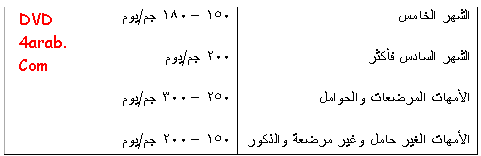 الشهر الخامس ١٥٠ – ١٨٠ جم/يوم
الشهر السادس فأكثر ٢٠٠ جم/يوم
الأمهات المرضعات والحوامل ٢٥٠ – ٣٠٠ جم/يوم
الأمهات الغير حامل وغير مرضعة والذكور ١٥٠ – ٢٠٠ جم/يوم
DVD
4arab.
Com